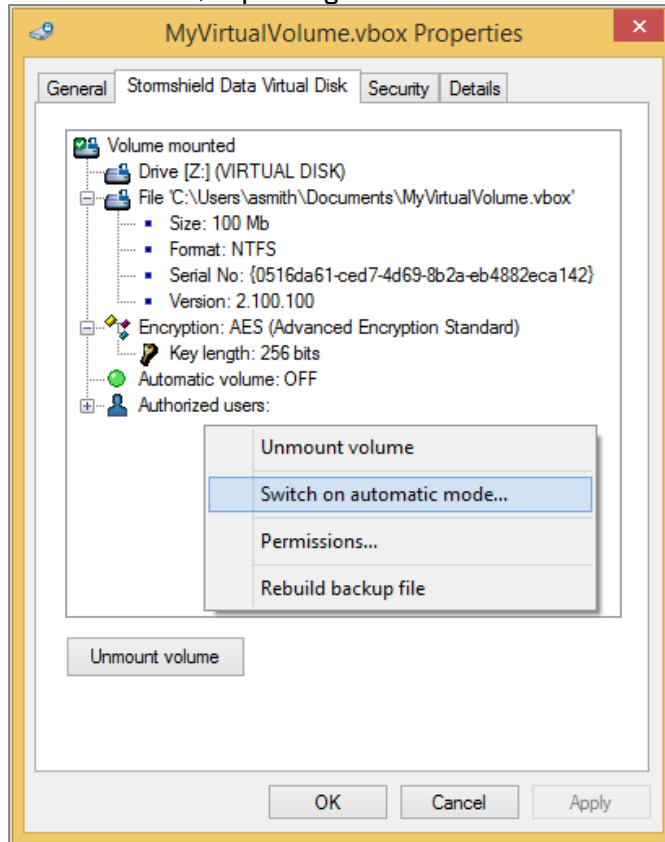 MyVirtualVolume.vbox Properties
×
General Stormshield Data Virtual Disk Security Details
Volume mounted
Drive [Z:] (VIRTUAL DISK)
File 'C:\Users\asmith\Documents\MyVirtualVolume.vbox'
Size: 100 Mb
Format: NTFS
Serial No: {0516da61-ced7-4d69-8b2a-eb4882eca142}
Version: 2.100.100
Encryption: AES (Advanced Encryption Standard)
Key length: 256 bits
Automatic volume: OFF
Authorized users:
Unmount volume
Switch on automatic mode...
Permissions...
Rebuild backup file
Unmount volume
OK Cancel Apply